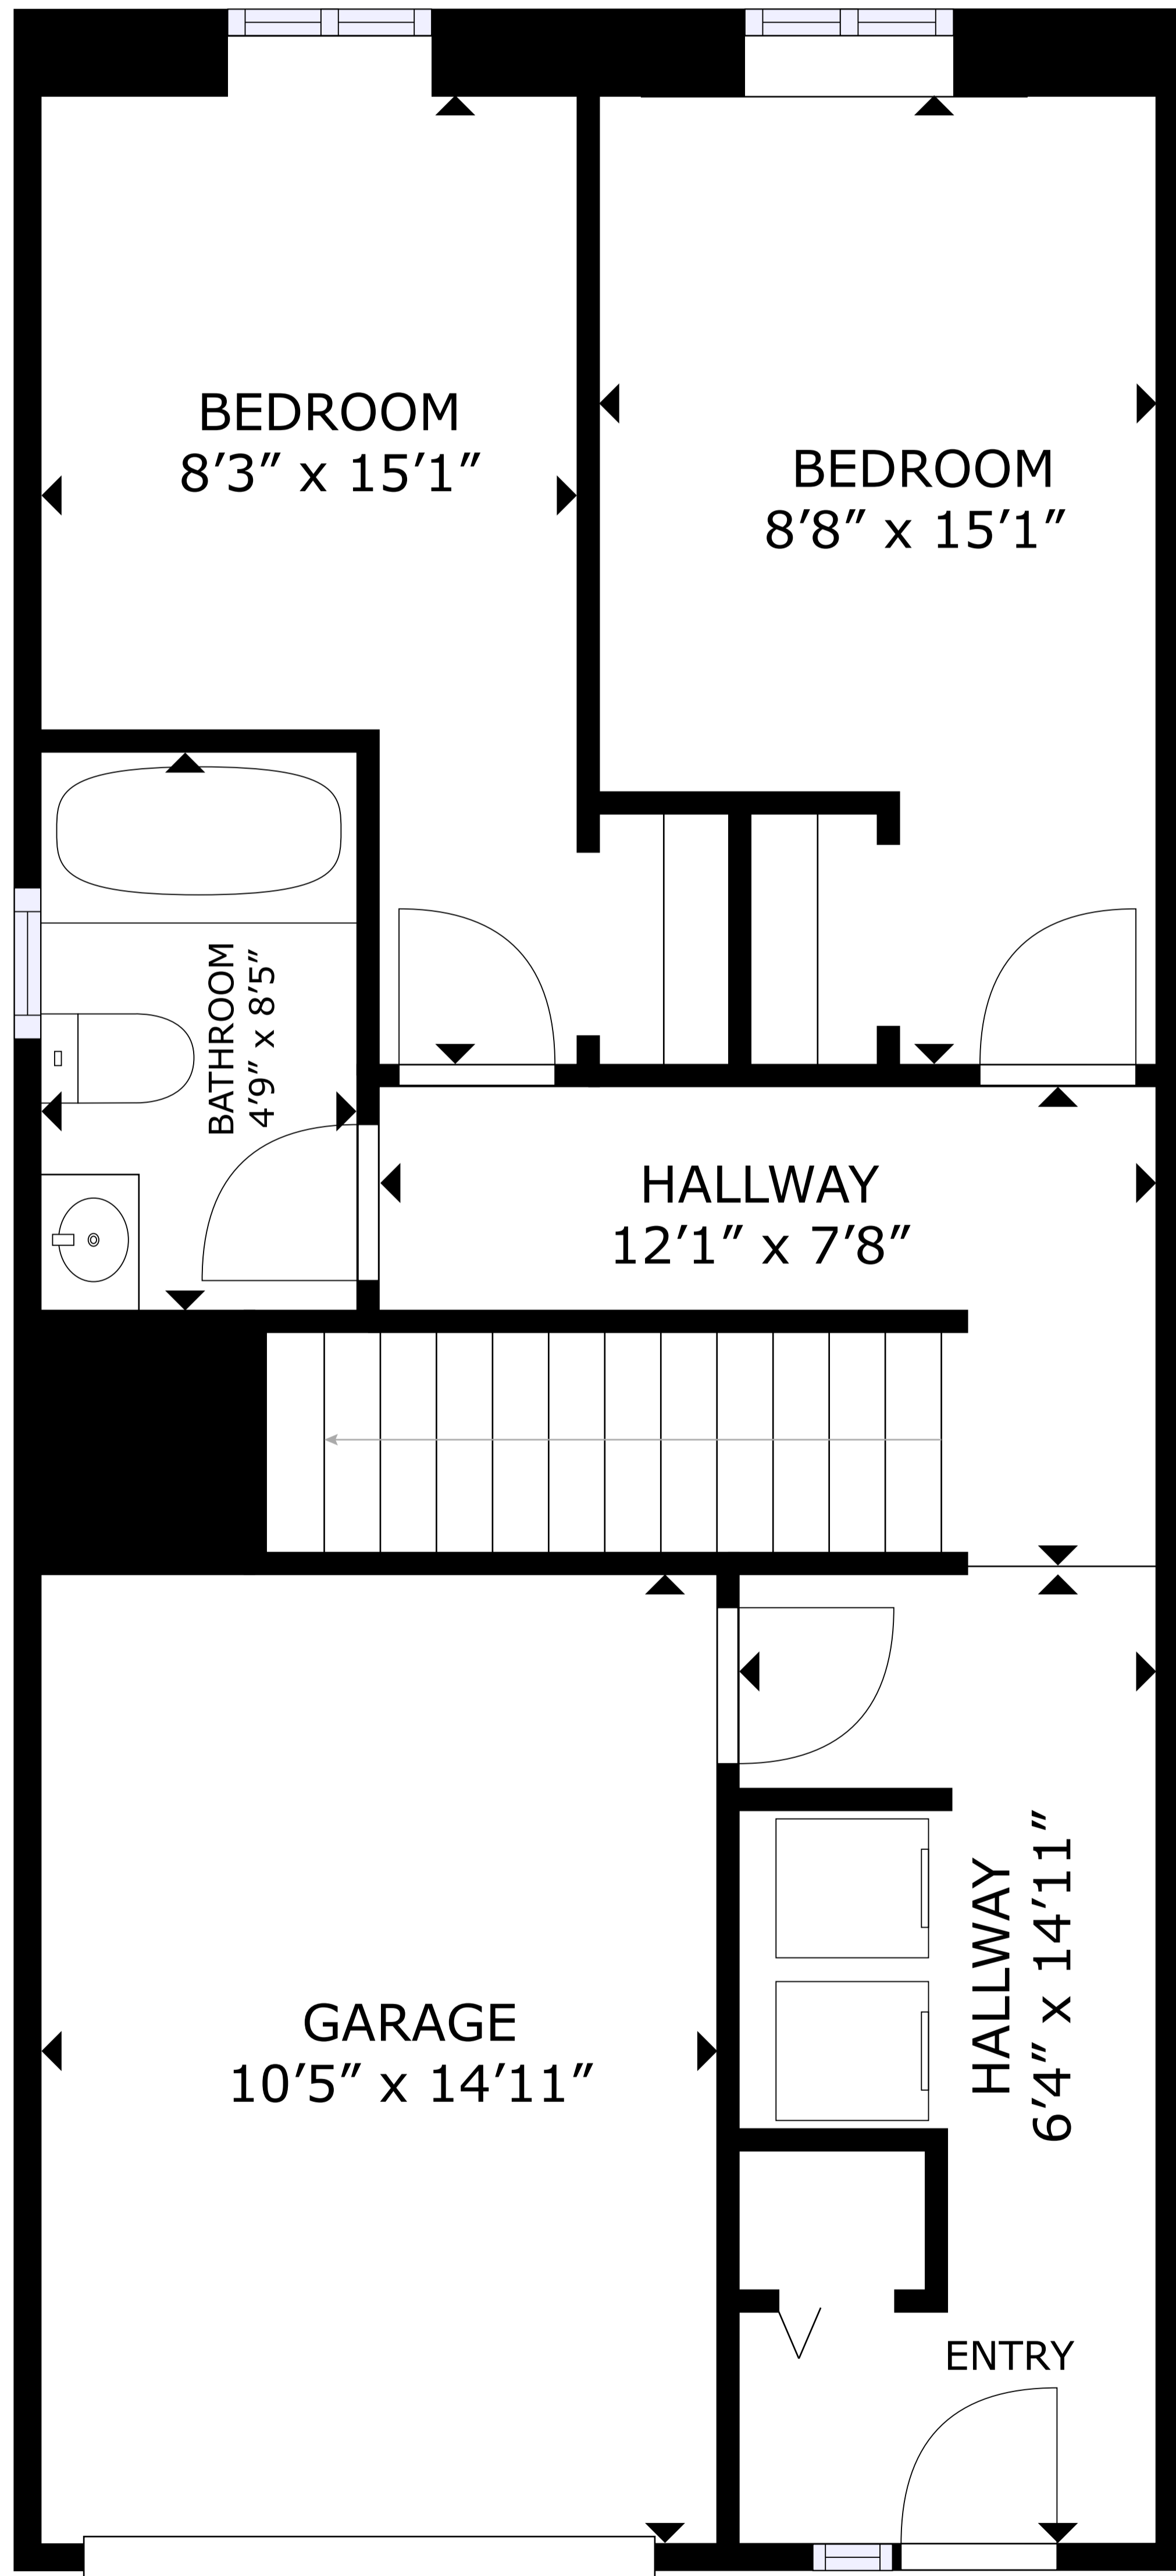 BEDROOM
8'3" x 15'1"
BEDROOM
8'8" x 15'1"
BATHROOM
4'9" x 8'5"
HALLWAY
12'1" x 7'8"
HALLWAY
6'4" x 14'11"
GARAGE
10'5" x 14'11"
ENTRY